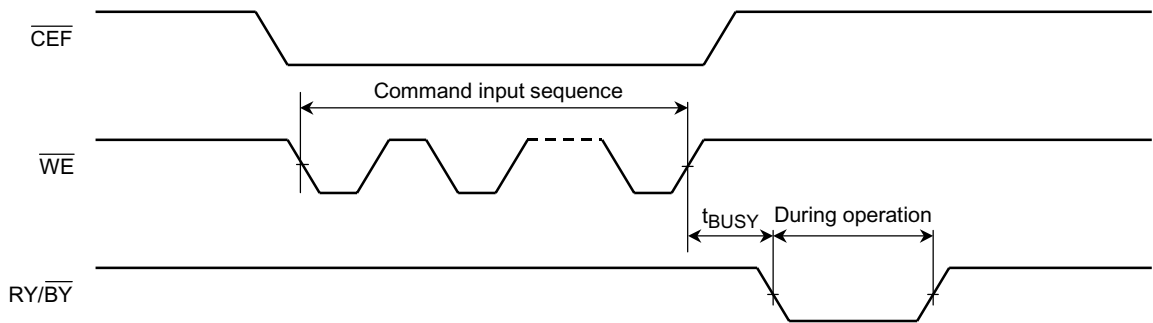 CEF
Command input sequence
WE
tBUSY
During operation
RY/BY